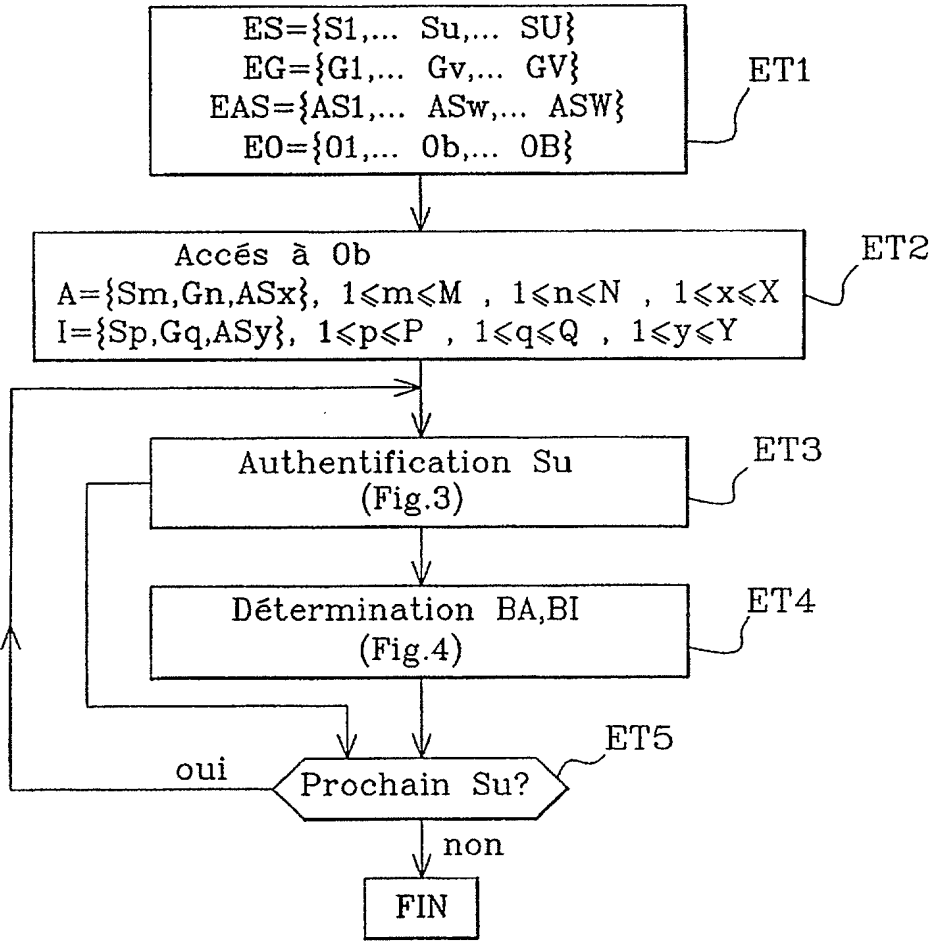 ES={S1,... Su,... SU}
EG={G1,... Gv,... GV}
EAS={AS1,... ASw,... ASW}
EO={O1,... Ob,... OB}
ET1
Accés à Ob
A={Sm,Gn,ASx}, 1⩽m⩽M , 1⩽n⩽N , 1⩽x⩽X
I={Sp,Gq,ASy}, 1⩽p⩽P , 1⩽q⩽Q , 1⩽y⩽Y
ET2
Authentification Su
(Fig.3)
ET3
Détermination BA,BI
(Fig.4)
ET4
Prochain Su?
ET5
oui
non
FIN